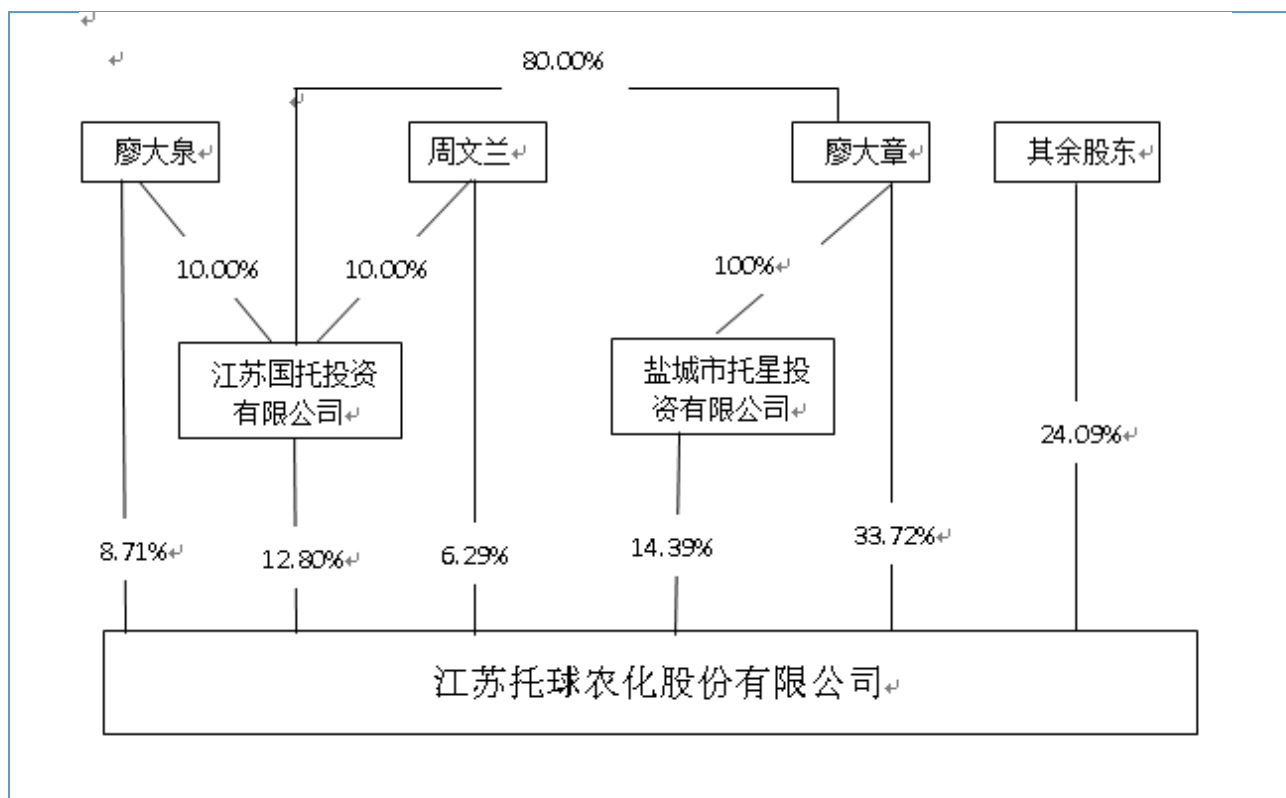 80.00%
廖大泉
周文兰
廖大章
其余股东
10.00%
10.00%
100%
江苏国托投资
有限公司
盐城市托星投
资有限公司
24.09%
8.71%
12.80%
6.29%
14.39%
33.72%
江苏托球农化股份有限公司